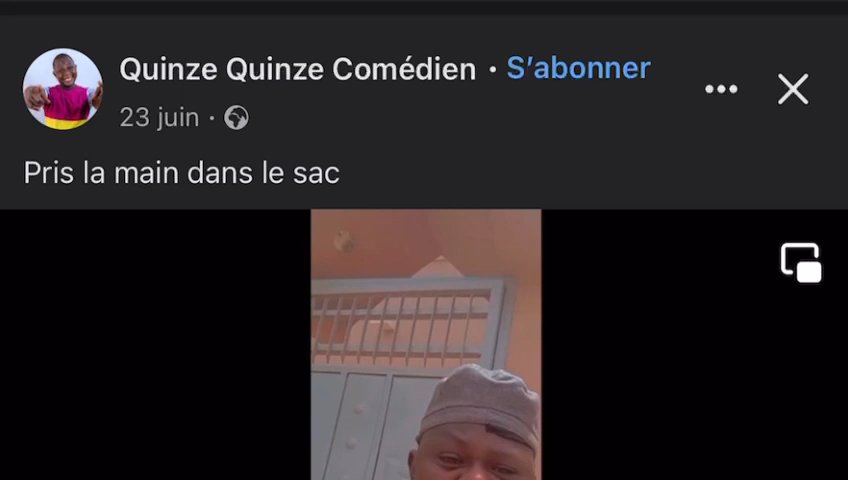 Quinze Quinze Comédien · S'abonner
23 juin ·
Pris la main dans le sac